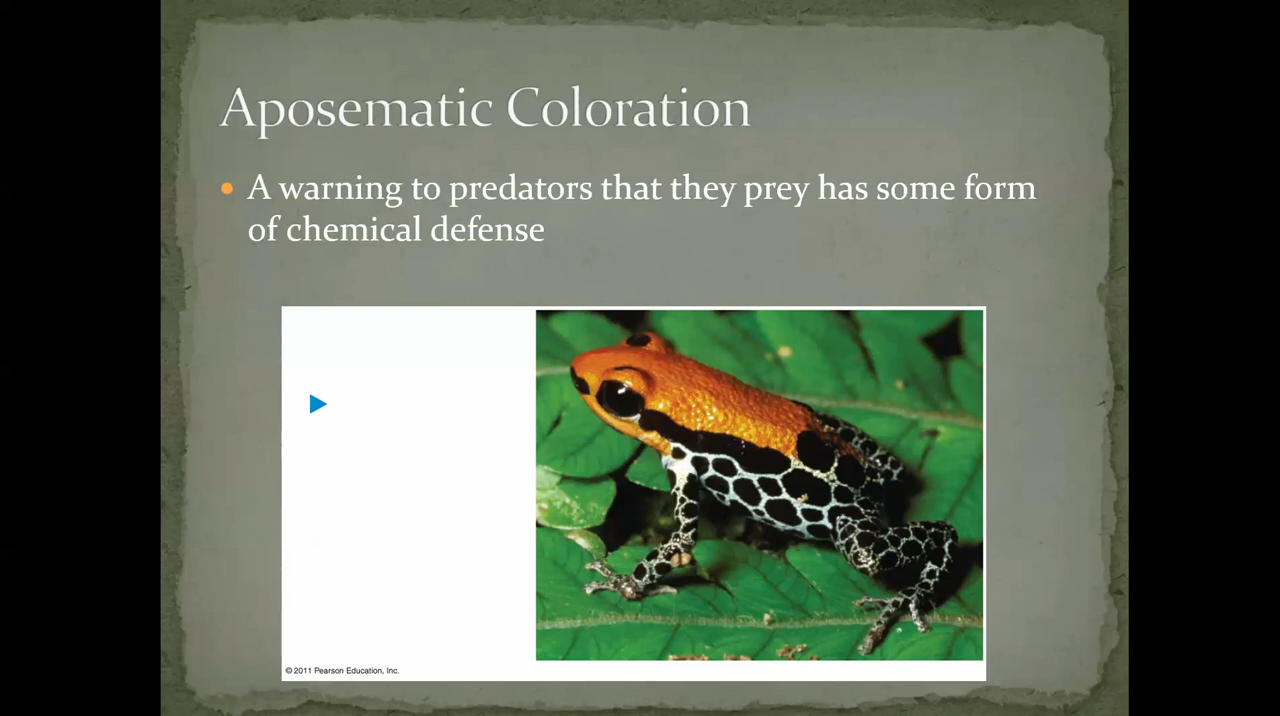 Aposematic Coloration
A warning to predators that they prey has some form
of chemical defense
© 2011 Pearson Education, Inc.